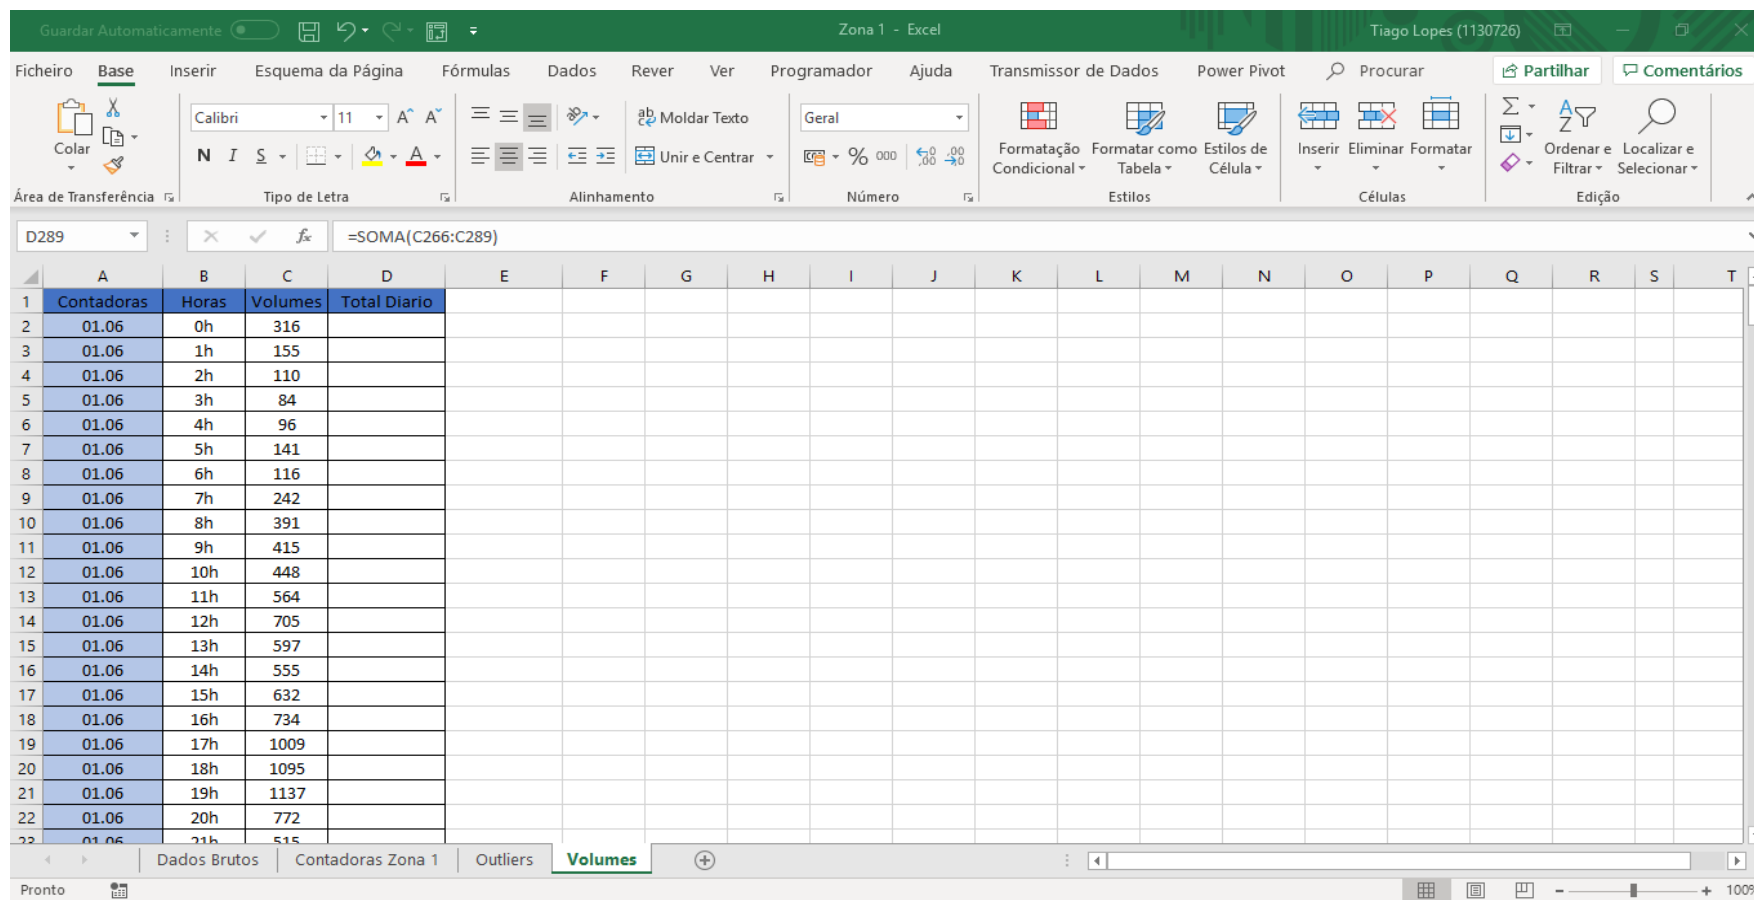 Guardar Automaticamente
Zona 1 - Excel
Tiago Lopes (1130726)
Ficheiro Base Inserir Esquema da Página Fórmulas Dados Rever Ver Programador Ajuda Transmissor de Dados Power Pivot Procurar Partilhar Comentários
Colar
Calibri 11
N I S
Moldar Texto
Unir e Centrar
Geral
% 000
Formatação Condicional
Formatar como Tabela
Estilos de Célula
Inserir Eliminar Formatar
Ordenar e Filtrar
Localizar e Selecionar
Área de Transferência Tipo de Letra Alinhamento Número Estilos Células Edição
D289 fx =SOMA(C266:C289)
A B C D E F G H I J K L M N O P Q R S T
1 Contadoras Horas Volumes Total Diario
2 01.06 0h 316
3 01.06 1h 155
4 01.06 2h 110
5 01.06 3h 84
6 01.06 4h 96
7 01.06 5h 141
8 01.06 6h 116
9 01.06 7h 242
10 01.06 8h 391
11 01.06 9h 415
12 01.06 10h 448
13 01.06 11h 564
14 01.06 12h 705
15 01.06 13h 597
16 01.06 14h 555
17 01.06 15h 632
18 01.06 16h 734
19 01.06 17h 1009
20 01.06 18h 1095
21 01.06 19h 1137
22 01.06 20h 772
23 01.06 21h 515
Dados Brutos Contadoras Zona 1 Outliers Volumes
Pronto
100%